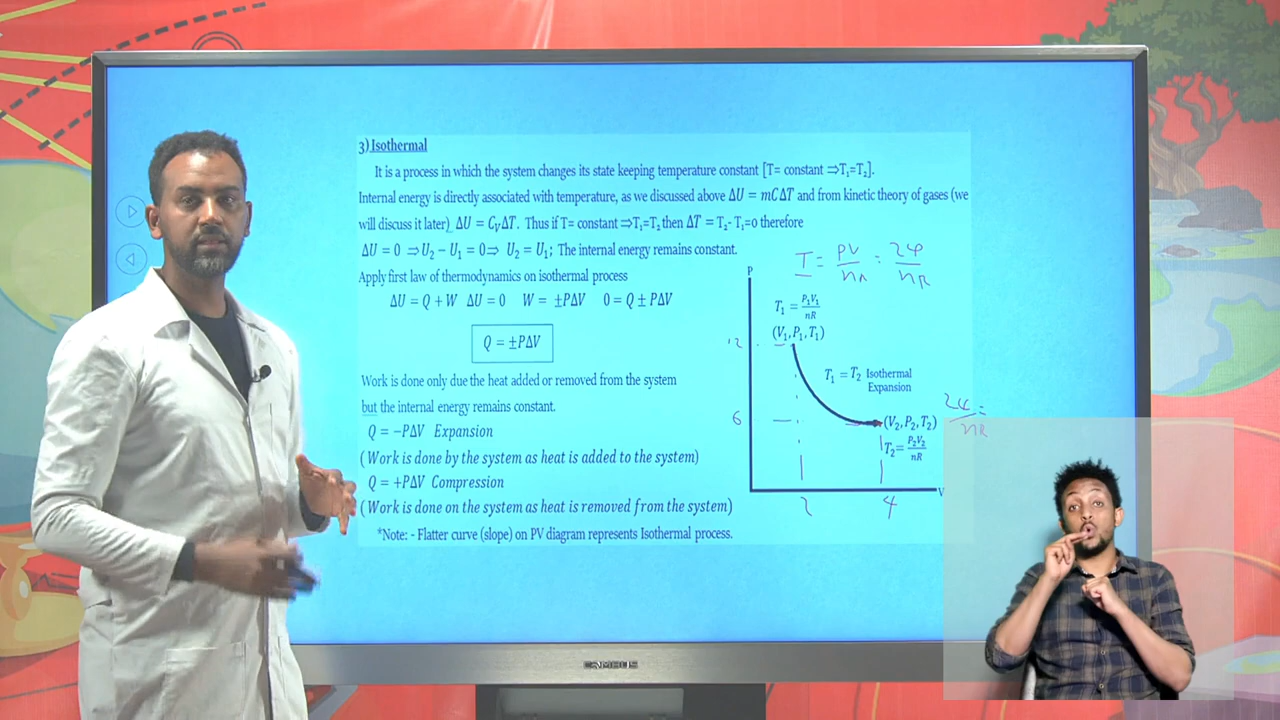 3) Isothermal
It is a process in which the system changes its state keeping temperature constant [T= constant ⇒T₁=T₂].
Internal energy is directly associated with temperature, as we discussed above ΔU = mCΔT and from kinetic theory of gases (we
will discuss it later) ΔU = CᵥΔT. Thus if T= constant ⇒T₁=T₂ then ΔT = T₂- T₁=0 therefore
ΔU = 0 ⇒U₂ − U₁ = 0⇒ U₂ = U₁; The internal energy remains constant.
Apply first law of thermodynamics on isothermal process
ΔU = Q + W ΔU = 0 W = ±PΔV 0 = Q ± PΔV
Q = ±PΔV
Work is done only due the heat added or removed from the system
but the internal energy remains constant.
Q = −PΔV Expansion
( Work is done by the system as heat is added to the system)
Q = +PΔV Compression
(Work is done on the system as heat is removed from the system)
*Note: - Flatter curve (slope) on PV diagram represents Isothermal process.
T = PV/nR = 24/nR
P
T₁ = P₁V₁/nR
(V₁, P₁, T₁)
12
T₁ = T₂ Isothermal
Expansion
6
(V₂, P₂, T₂)
24/nR =
T₂= P₂V₂/nR
V
2 4